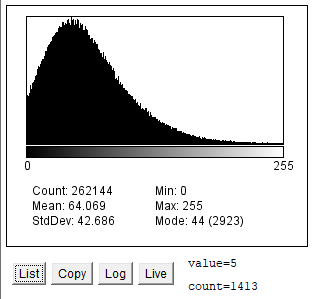 0 255
Count: 262144 Min: 0
Mean: 64.069 Max: 255
StdDev: 42.686 Mode: 44 (2923)
List Copy Log Live value=5
count=1413